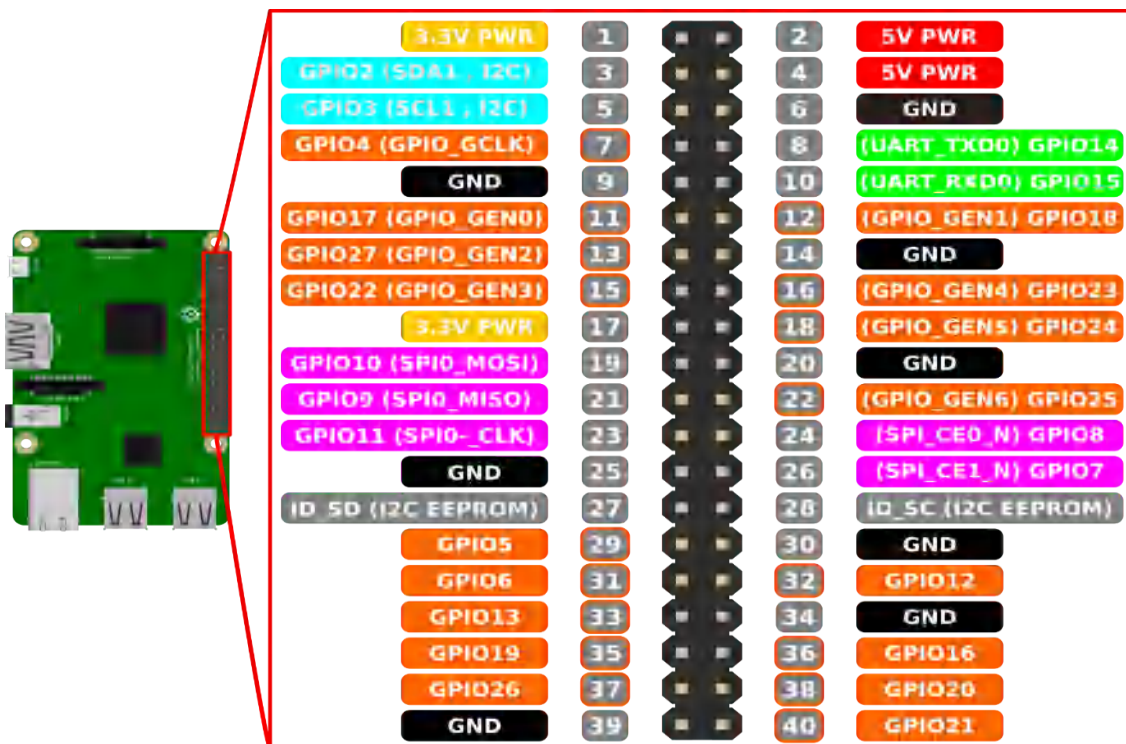 3.3V PWR 1 2 5V PWR
GPIO2 (SDA1 , I2C) 3 4 5V PWR
GPIO3 (SCL1 , I2C) 5 6 GND
GPIO4 (GPIO_GCLK) 7 8 (UART_TXD0) GPIO14
GND 9 10 (UART_RXD0) GPIO15
GPIO17 (GPIO_GEN0) 11 12 (GPIO_GEN1) GPIO18
GPIO27 (GPIO_GEN2) 13 14 GND
GPIO22 (GPIO_GEN3) 15 16 (GPIO_GEN4) GPIO23
3.3V PWR 17 18 (GPIO_GEN5) GPIO24
GPIO10 (SPI0_MOSI) 19 20 GND
GPIO9 (SPI0_MISO) 21 22 (GPIO_GEN6) GPIO25
GPIO11 (SPI0-_CLK) 23 24 (SPI_CE0_N) GPIO8
GND 25 26 (SPI_CE1_N) GPIO7
ID_SD (I2C EEPROM) 27 28 ID_SC (I2C EEPROM)
GPIO5 29 30 GND
GPIO6 31 32 GPIO12
GPIO13 33 34 GND
GPIO19 35 36 GPIO16
GPIO26 37 38 GPIO20
GND 39 40 GPIO21